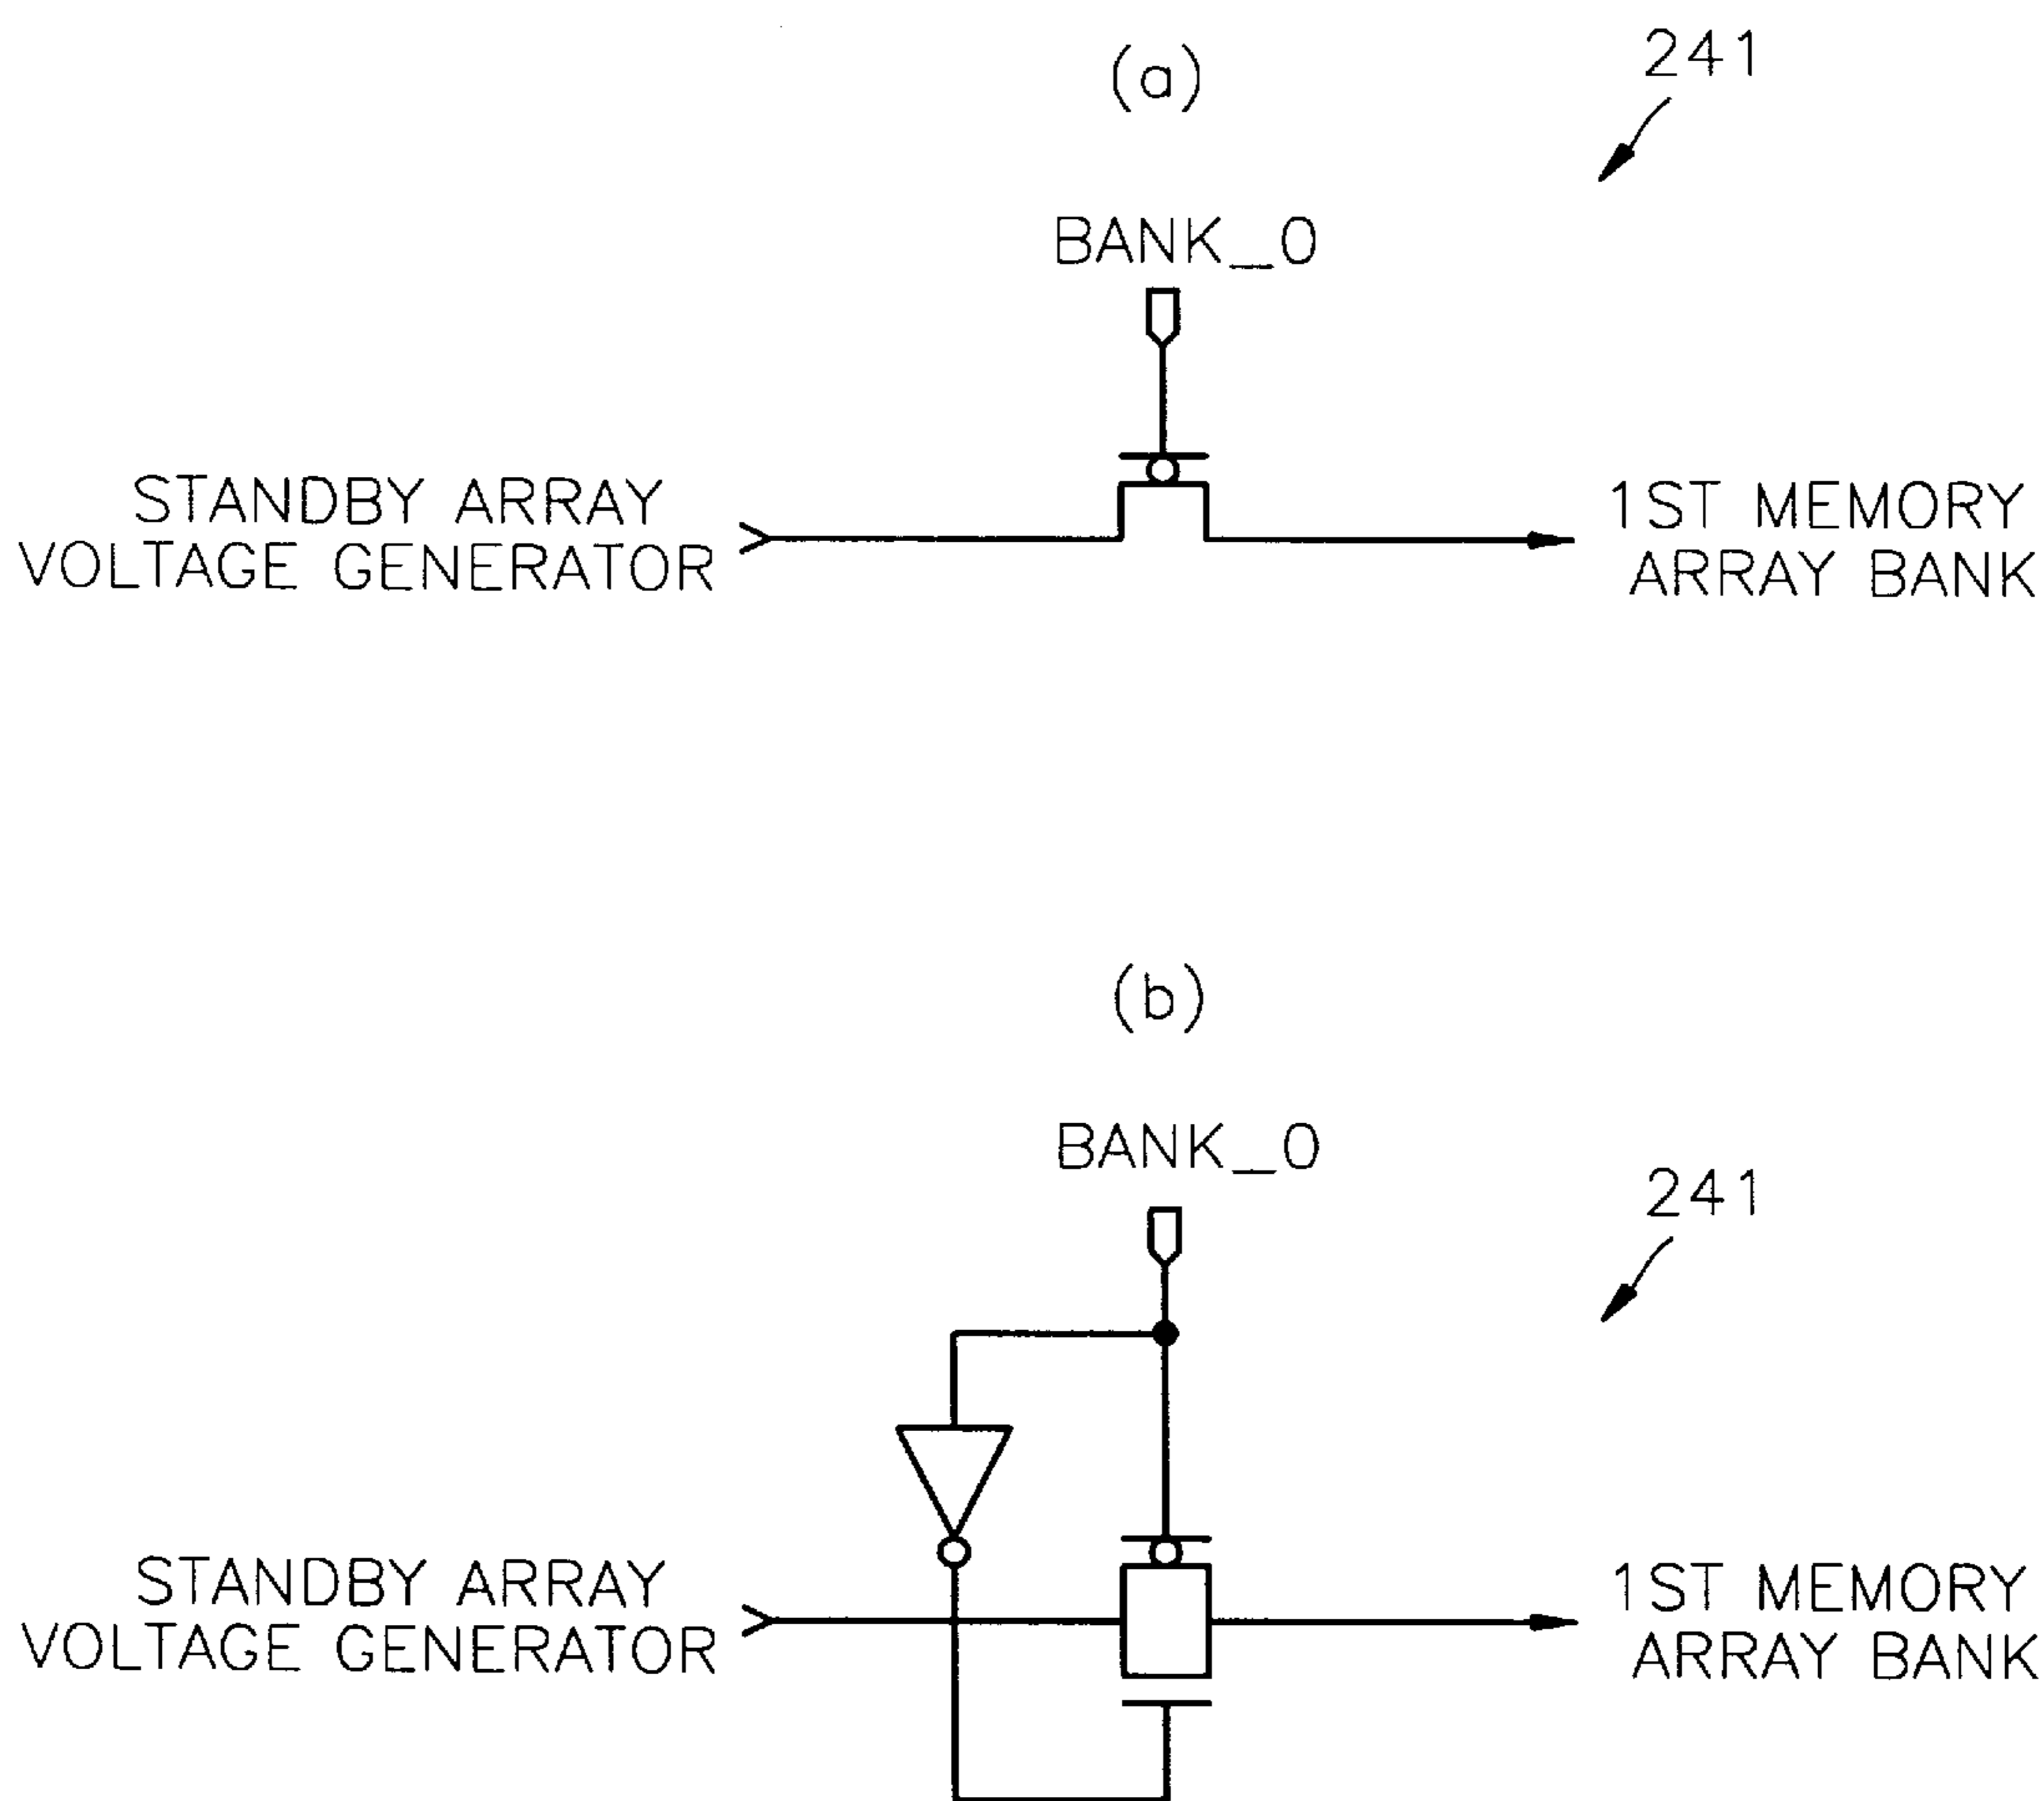 (a)
241
BANK_0
STANDBY ARRAY
VOLTAGE GENERATOR
1ST MEMORY
ARRAY BANK
(b)
BANK_0
241
STANDBY ARRAY
VOLTAGE GENERATOR
1ST MEMORY
ARRAY BANK